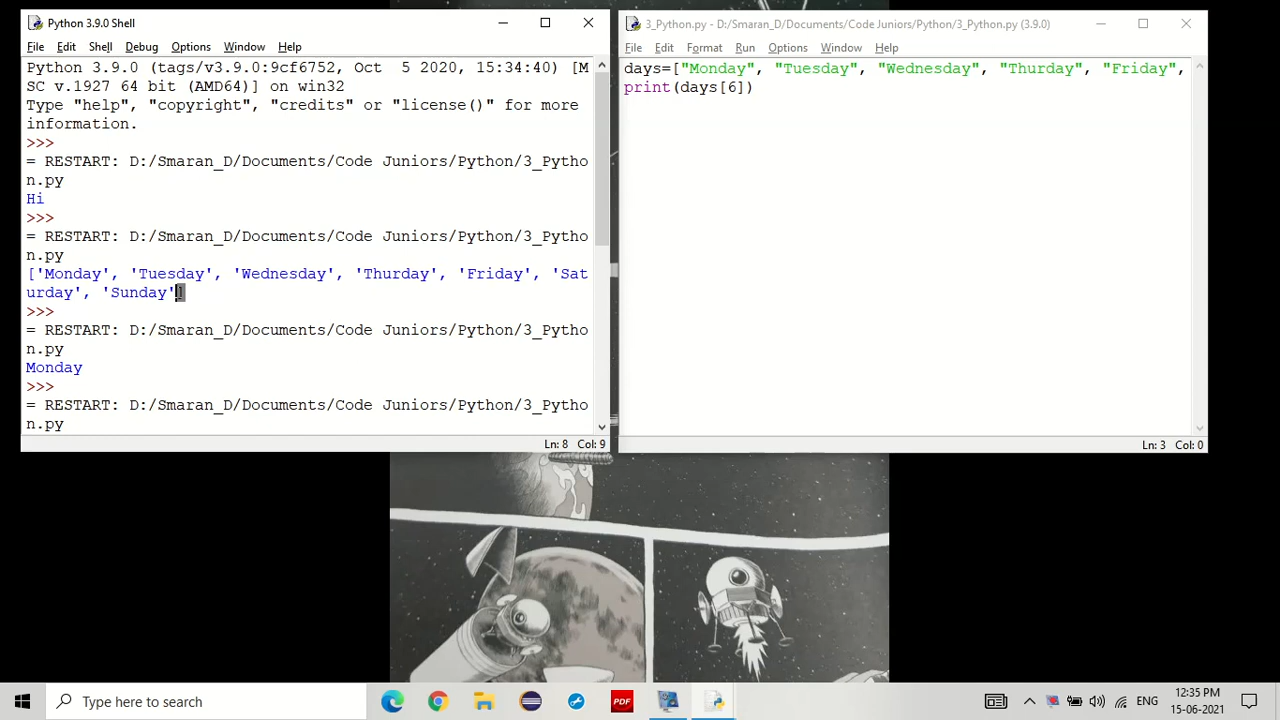 Python 3.9.0 Shell
File Edit Shell Debug Options Window Help
Python 3.9.0 (tags/v3.9.0:9cf6752, Oct  5 2020, 15:34:40) [M
SC v.1927 64 bit (AMD64)] on win32
Type "help", "copyright", "credits" or "license()" for more
information.
>>>
= RESTART: D:/Smaran_D/Documents/Code Juniors/Python/3_Pytho
n.py
Hi
>>>
= RESTART: D:/Smaran_D/Documents/Code Juniors/Python/3_Pytho
n.py
['Monday', 'Tuesday', 'Wednesday', 'Thurday', 'Friday', 'Sat
urday', 'Sunday']
>>>
= RESTART: D:/Smaran_D/Documents/Code Juniors/Python/3_Pytho
n.py
Monday
>>>
= RESTART: D:/Smaran_D/Documents/Code Juniors/Python/3_Pytho
n.py
Ln: 8 Col: 9
3_Python.py - D:/Smaran_D/Documents/Code Juniors/Python/3_Python.py (3.9.0)
File Edit Format Run Options Window Help
days=["Monday", "Tuesday", "Wednesday", "Thurday", "Friday",
print(days[6])
Ln: 3 Col: 0
Type here to search
PDF
ENG
12:35 PM
15-06-2021